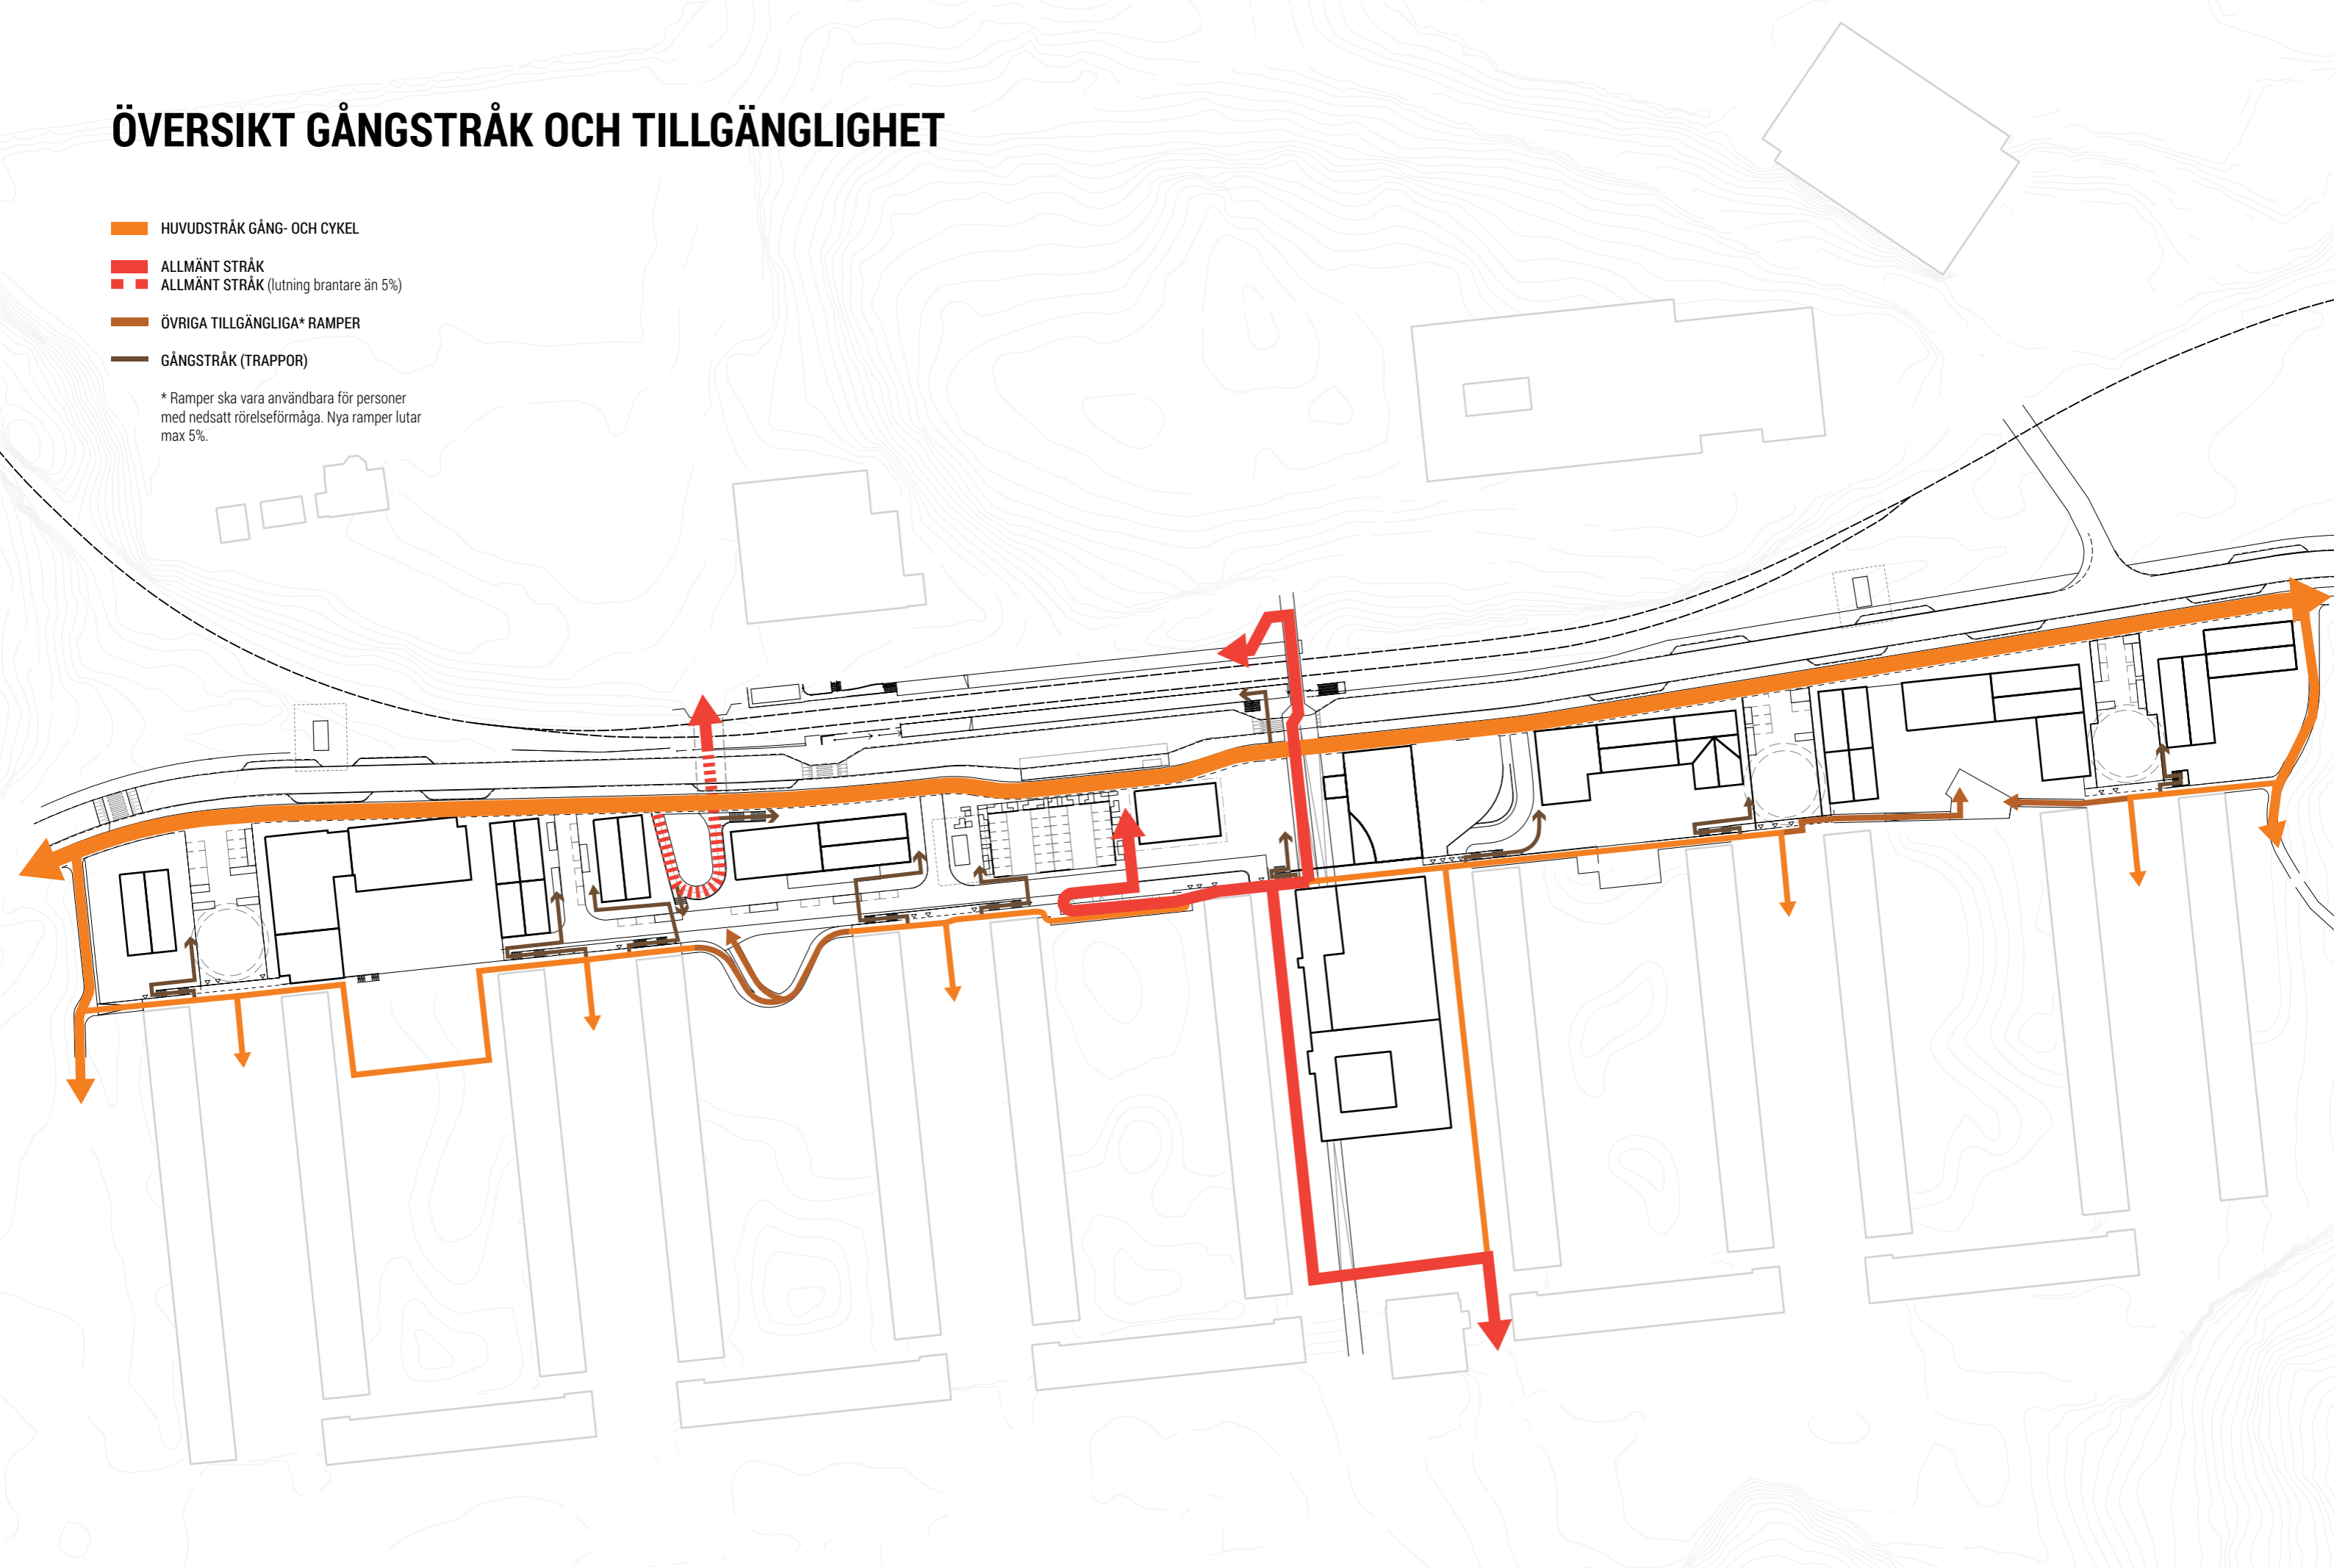 ÖVERSIKT GÅNGSTRÅK OCH TILLGÄNGLIGHET
HUVUDSTRÅK GÅNG- OCH CYKEL
ALLMÄNT STRÅK
ALLMÄNT STRÅK (lutning brantare än 5%)
ÖVRIGA TILLGÄNGLIGA* RAMPER
GÅNGSTRÅK (TRAPPOR)
* Ramper ska vara användbara för personer
med nedsatt rörelseförmåga. Nya ramper lutar
max 5%.